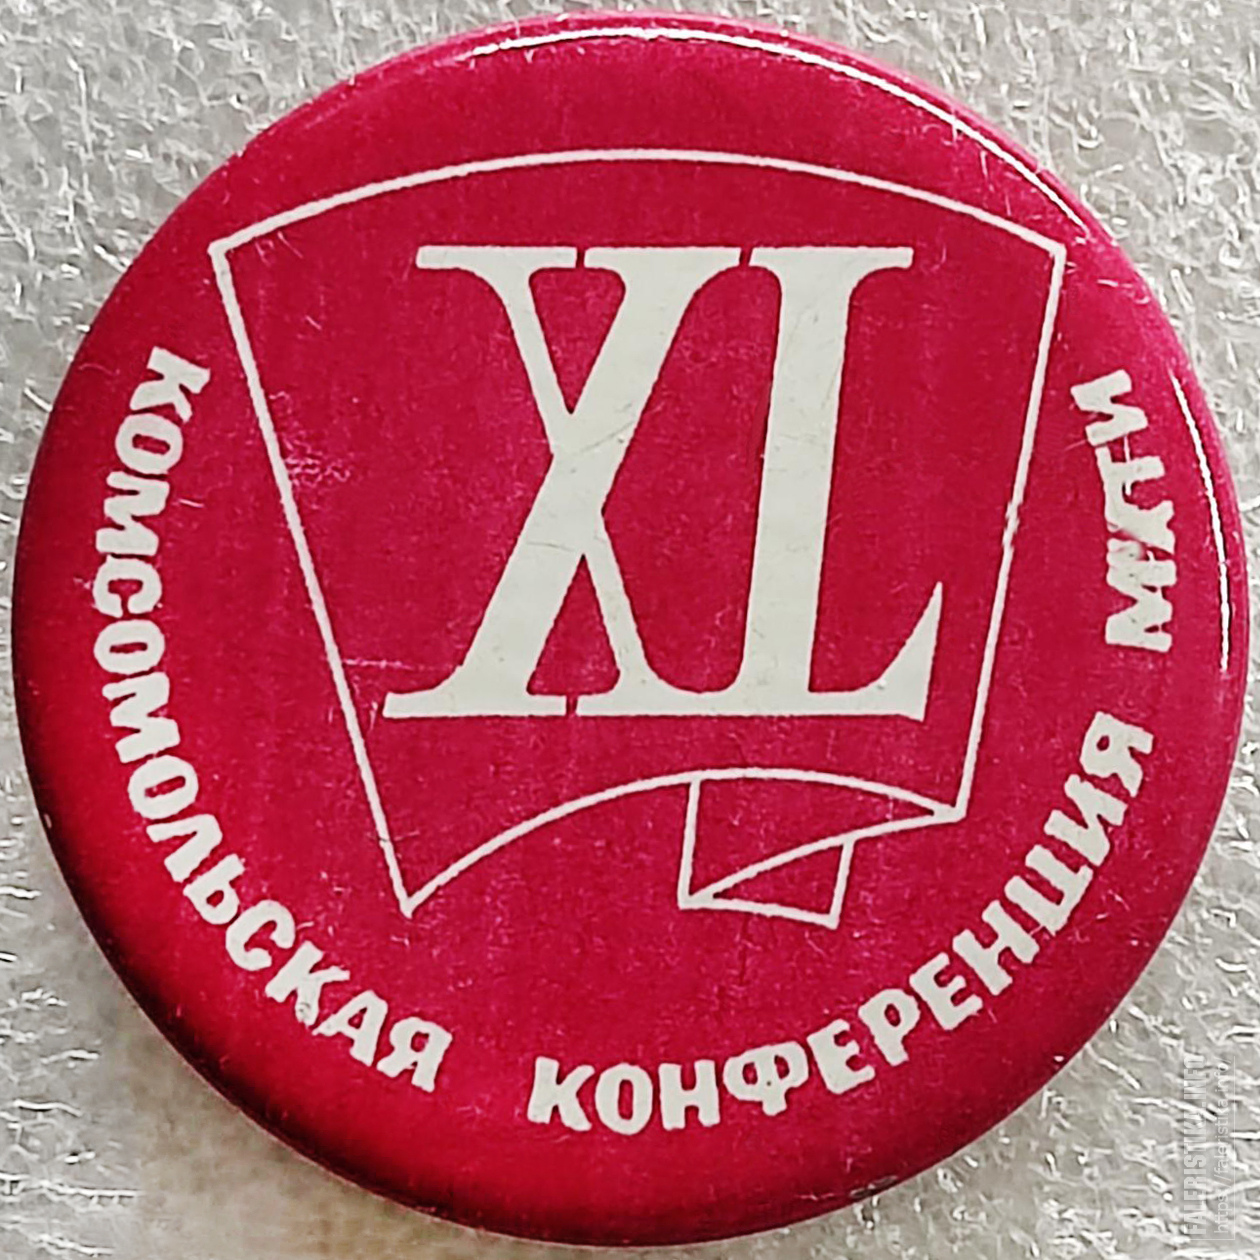 XL
КОМСОМОЛЬСКАЯ КОНФЕРЕНЦИЯ МАТИ